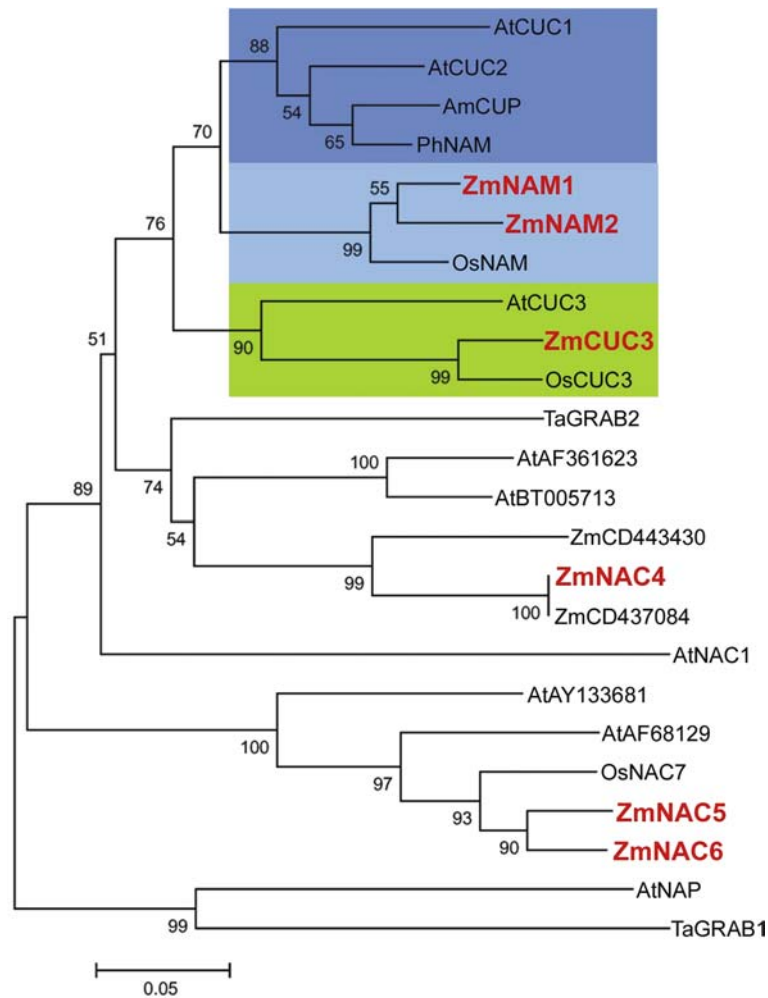 AtCUC1
88
AtCUC2
54
AmCUP
65
PhNAM
70
ZmNAM1
55
ZmNAM2
99
OsNAM
76
AtCUC3
90
ZmCUC3
99
OsCUC3
51
TaGRAB2
74
AtAF361623
100
AtBT005713
89
54
ZmCD443430
99
ZmNAC4
100
ZmCD437084
AtNAC1
AtAY133681
100
AtAF68129
97
OsNAC7
93
ZmNAC5
90
ZmNAC6
AtNAP
99
TaGRAB1
0.05